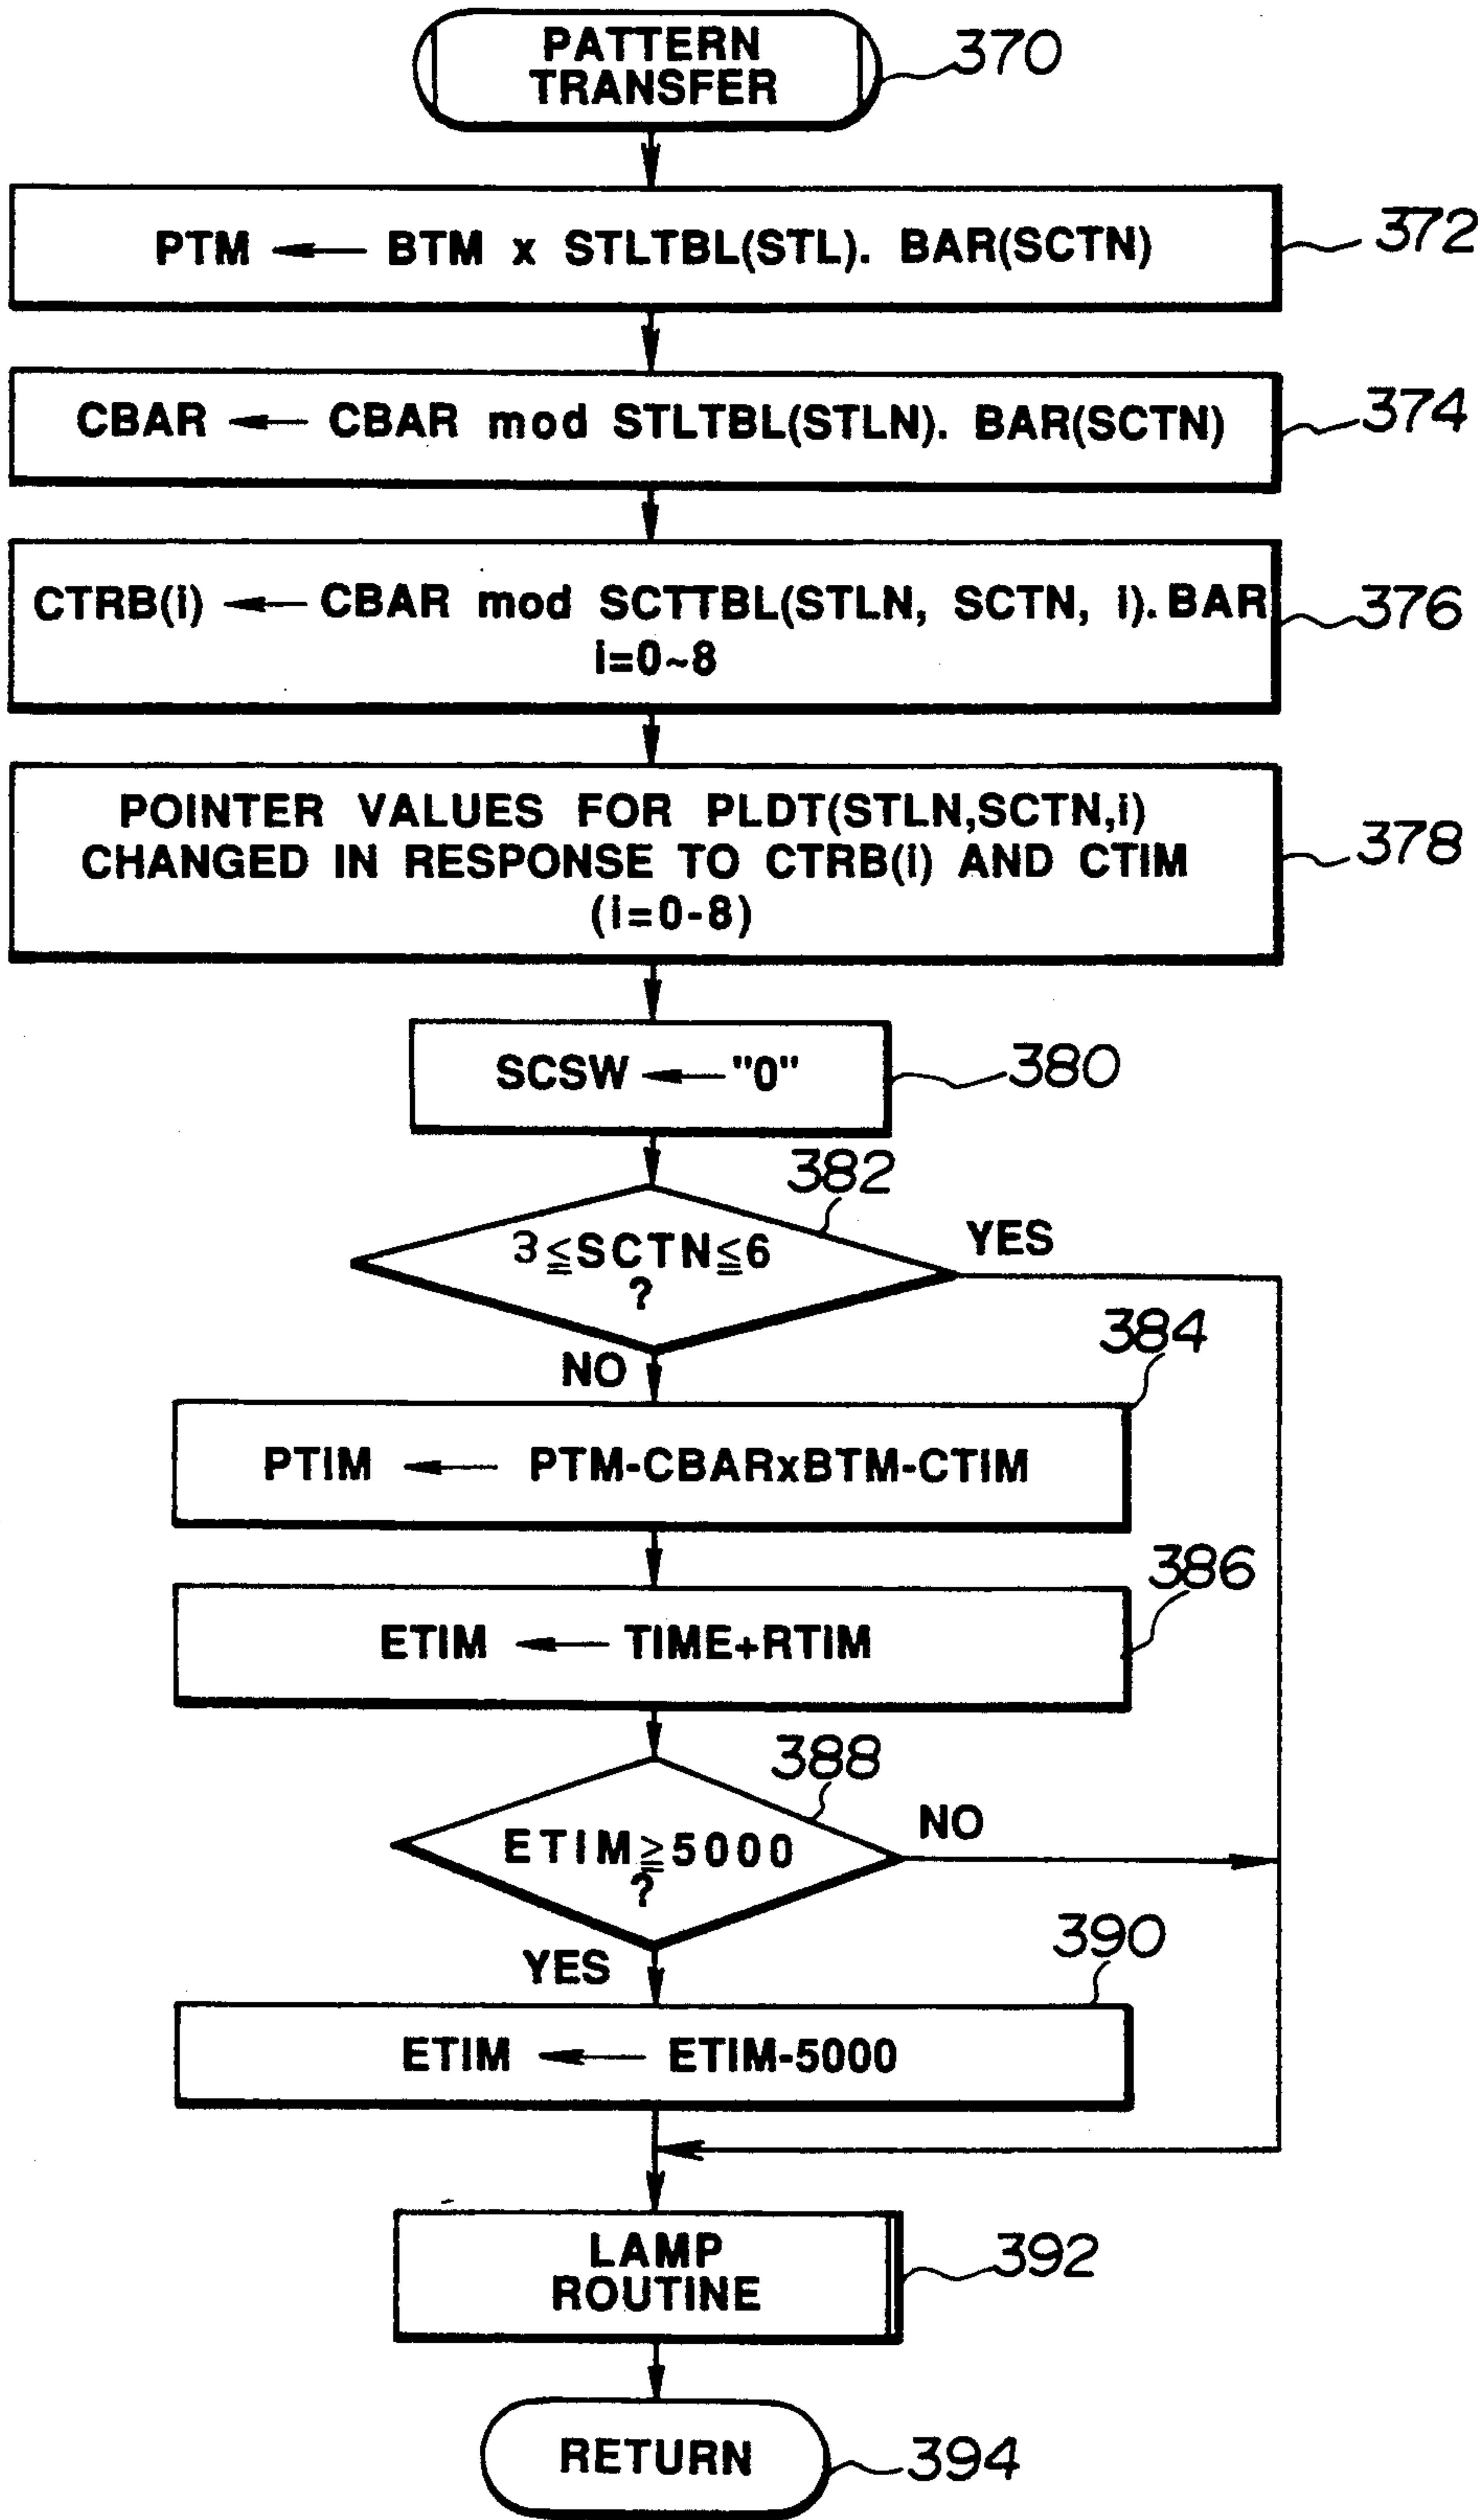 PATTERN
TRANSFER
370
PTM ← BTM x STLTBL(STL). BAR(SCTN)
372
CBAR ← CBAR mod STLTBL(STLN). BAR(SCTN)
374
CTRB(i) ← CBAR mod SCTTBL(STLN, SCTN, i).BAR
i=0~8
376
POINTER VALUES FOR PLDT(STLN,SCTN,i)
CHANGED IN RESPONSE TO CTRB(i) AND CTIM
(i=0-8)
378
SCSW ← "0"
380
382
3≦SCTN≦6
?
YES
NO
384
PTIM ← PTM-CBARxBTM-CTIM
386
ETIM ← TIME+RTIM
388
ETIM≧5000
?
NO
YES
390
ETIM ← ETIM-5000
LAMP
ROUTINE
392
RETURN
394